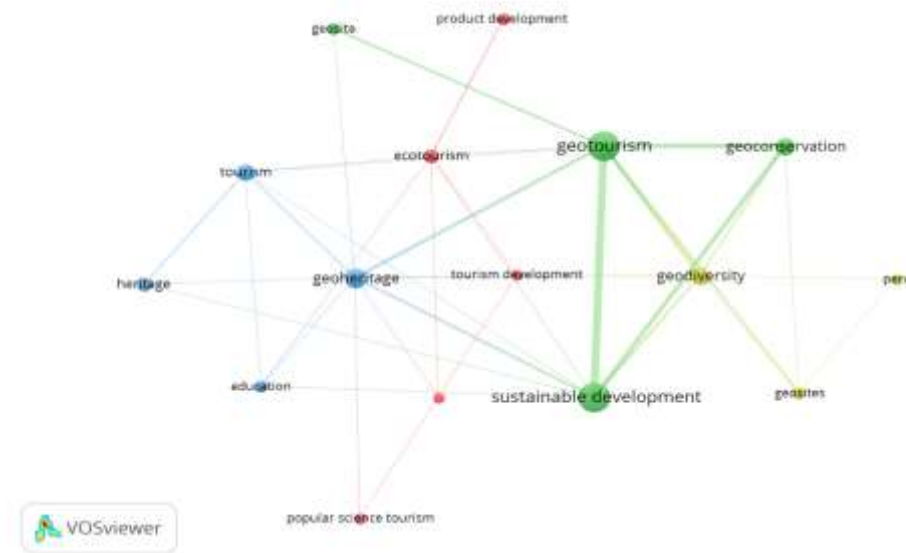 product development
geosite
geotourism
geoconservation
ecotourism
tourism
geoheritage
tourism development
geodiversity
heritage
education
sustainable development
geosites
popular science tourism
VOSviewer